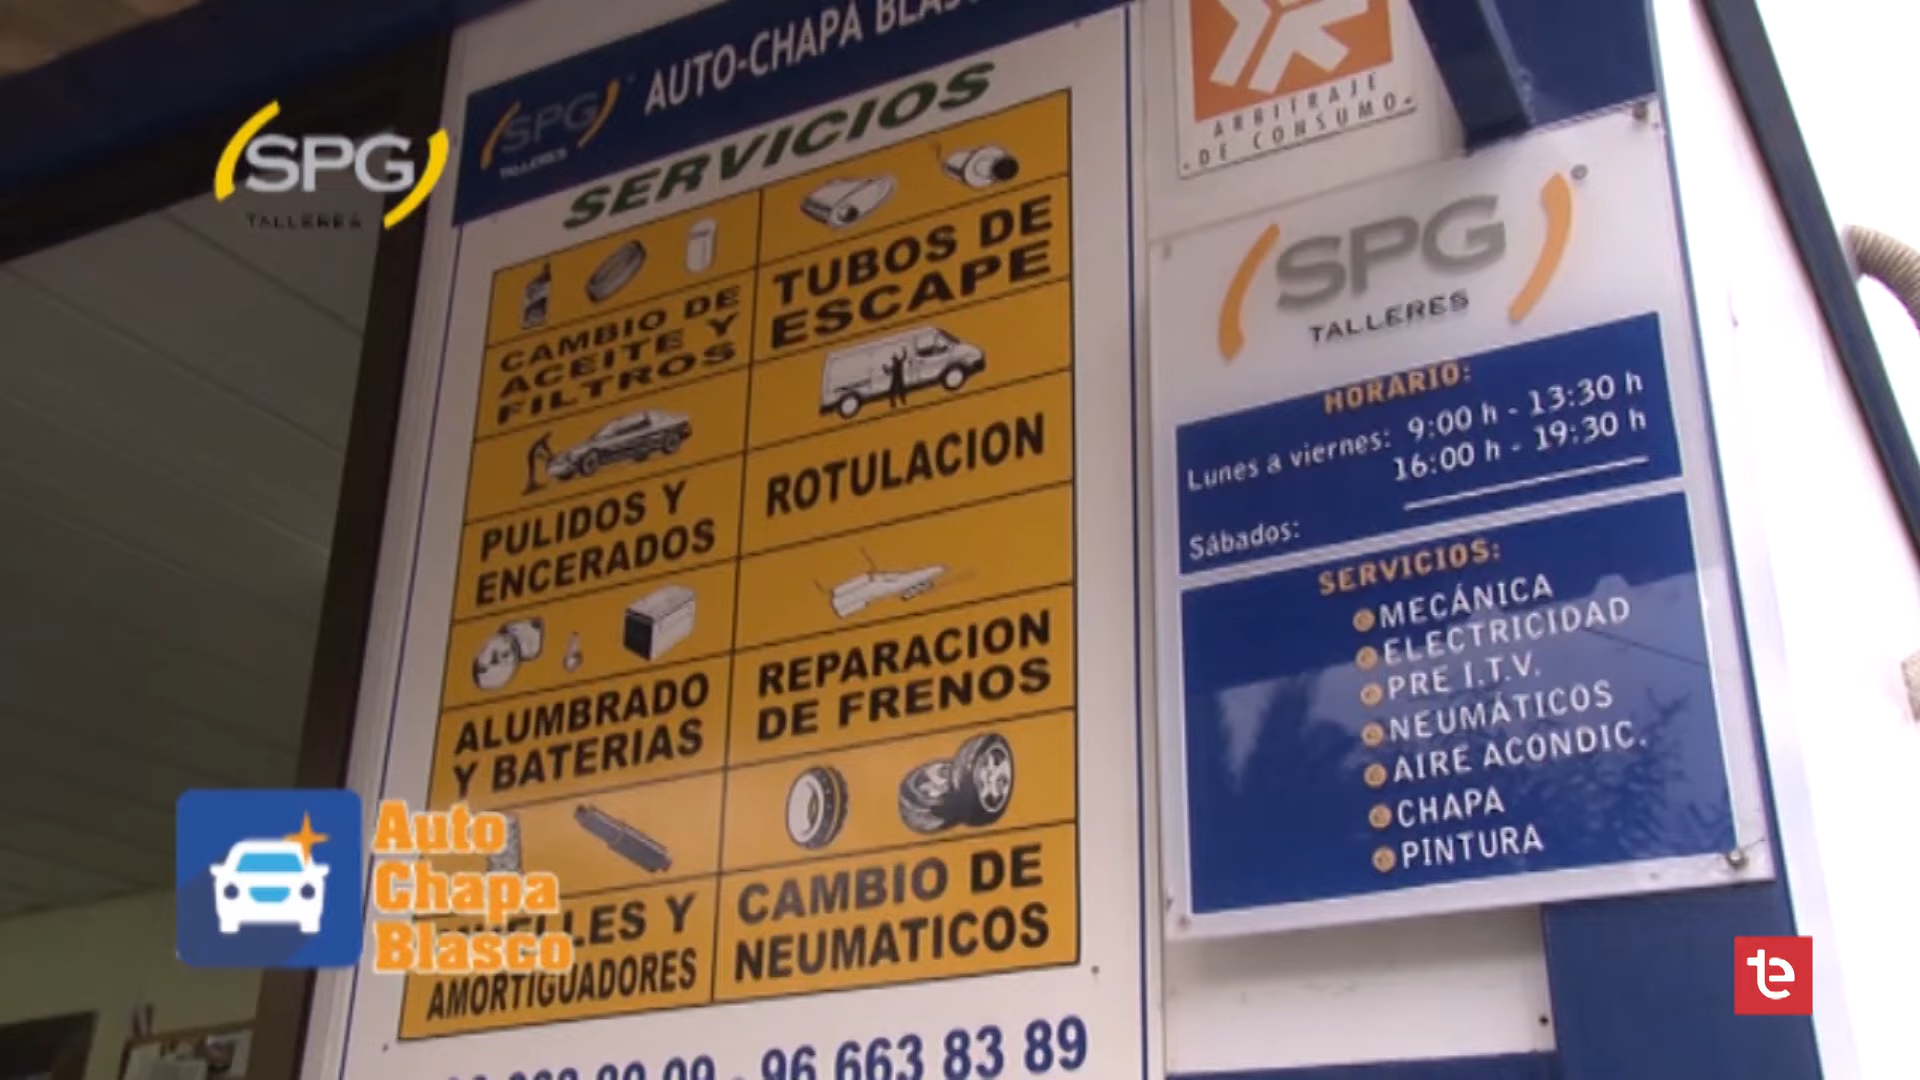 AUTO-CHAPA
SPG
TALLERES
SERVICIOS
CAMBIO DE
ACEITE Y
FILTROS
TUBOS DE
ESCAPE
PULIDOS Y
ENCERADOS
ROTULACION
ALUMBRADO
Y BATERIAS
REPARACION
DE FRENOS
Y
AMORTIGUADORES
CAMBIO DE
NEUMATICOS
96 663 83 89
ARBITRAJE
DE CONSUMO
SPG
TALLERES
HORARIO:
Lunes a viernes: 9:00 h - 13:30 h
16:00 h - 19:30 h
Sábados:
SERVICIOS:
MECÁNICA
ELECTRICIDAD
PRE I.T.V.
NEUMÁTICOS
AIRE ACONDIC.
CHAPA
PINTURA
SPG
TALLERES
Auto
Chapa
Blasco
te